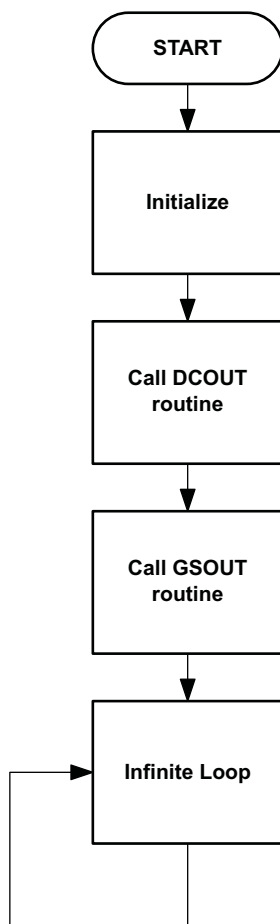 START
Initialize
Call DCOUT
routine
Call GSOUT
routine
Infinite Loop